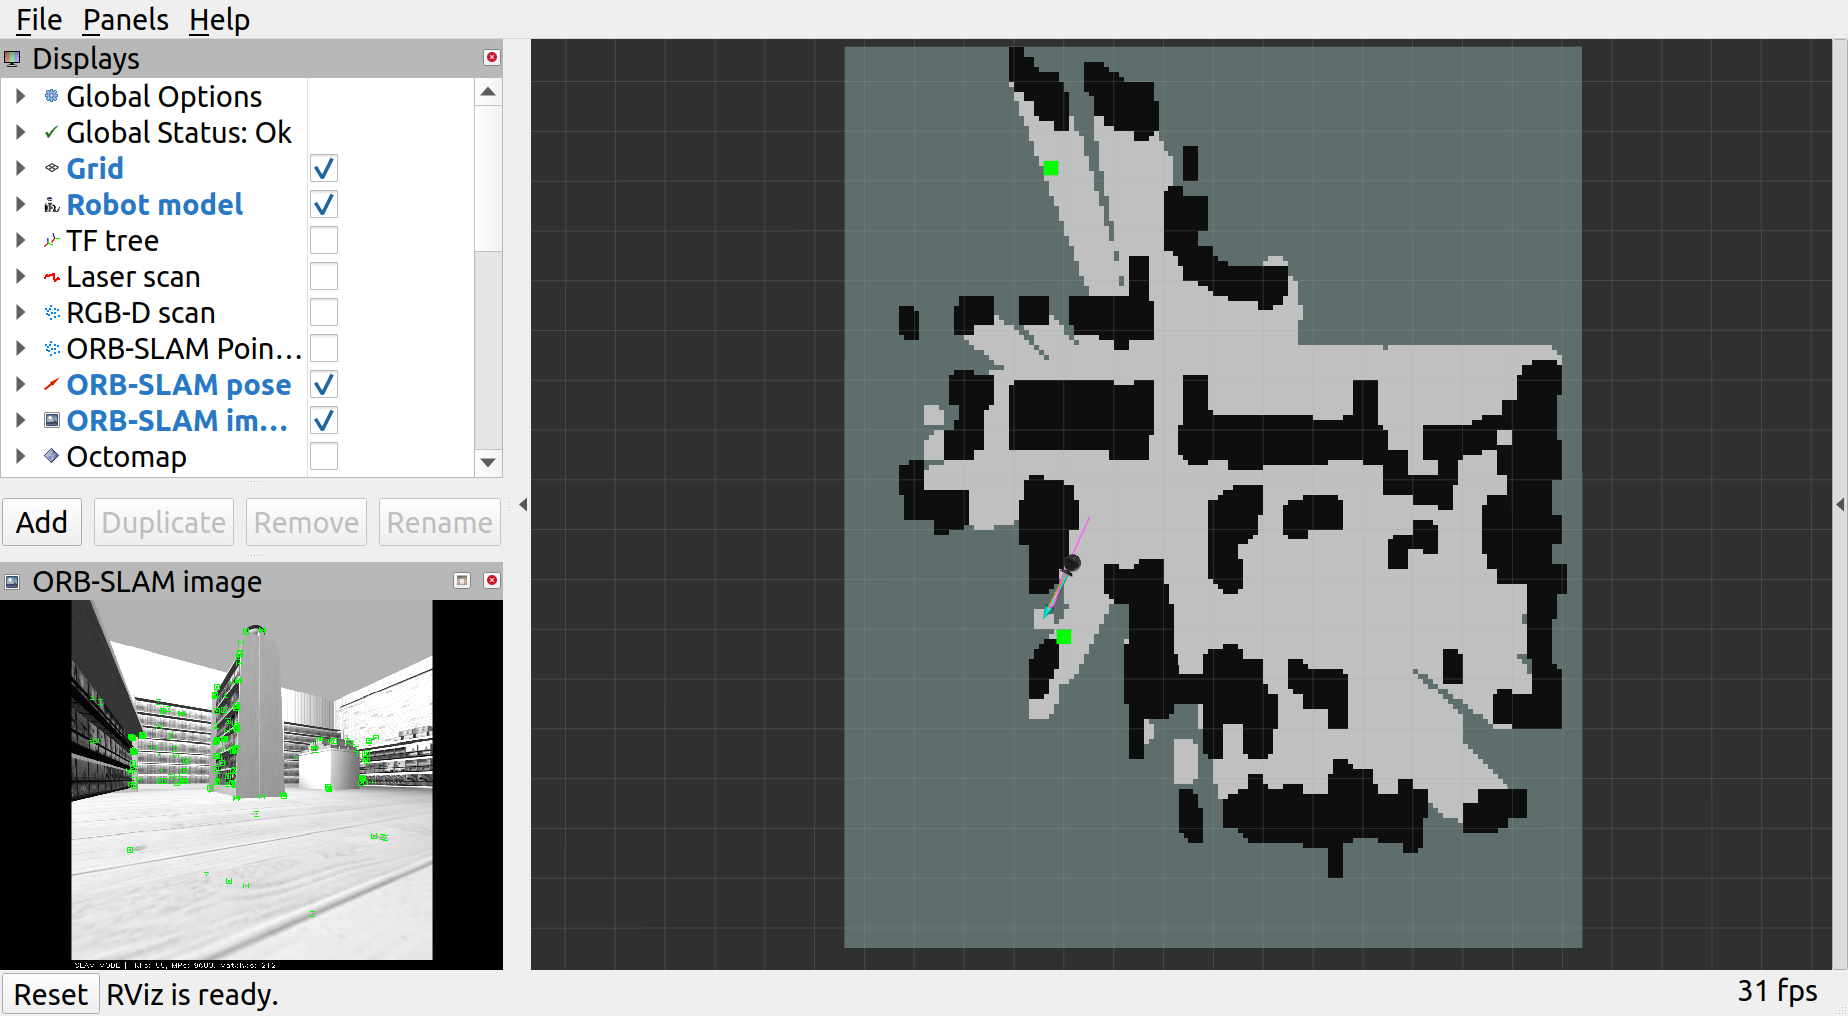 File Panels Help
Displays
Global Options
Global Status: Ok
Grid
Robot model
TF tree
Laser scan
RGB-D scan
ORB-SLAM Poin...
ORB-SLAM pose
ORB-SLAM im...
Octomap
Add Duplicate Remove Rename
ORB-SLAM image
SLAM MODE |
Reset RViz is ready.
31 fps